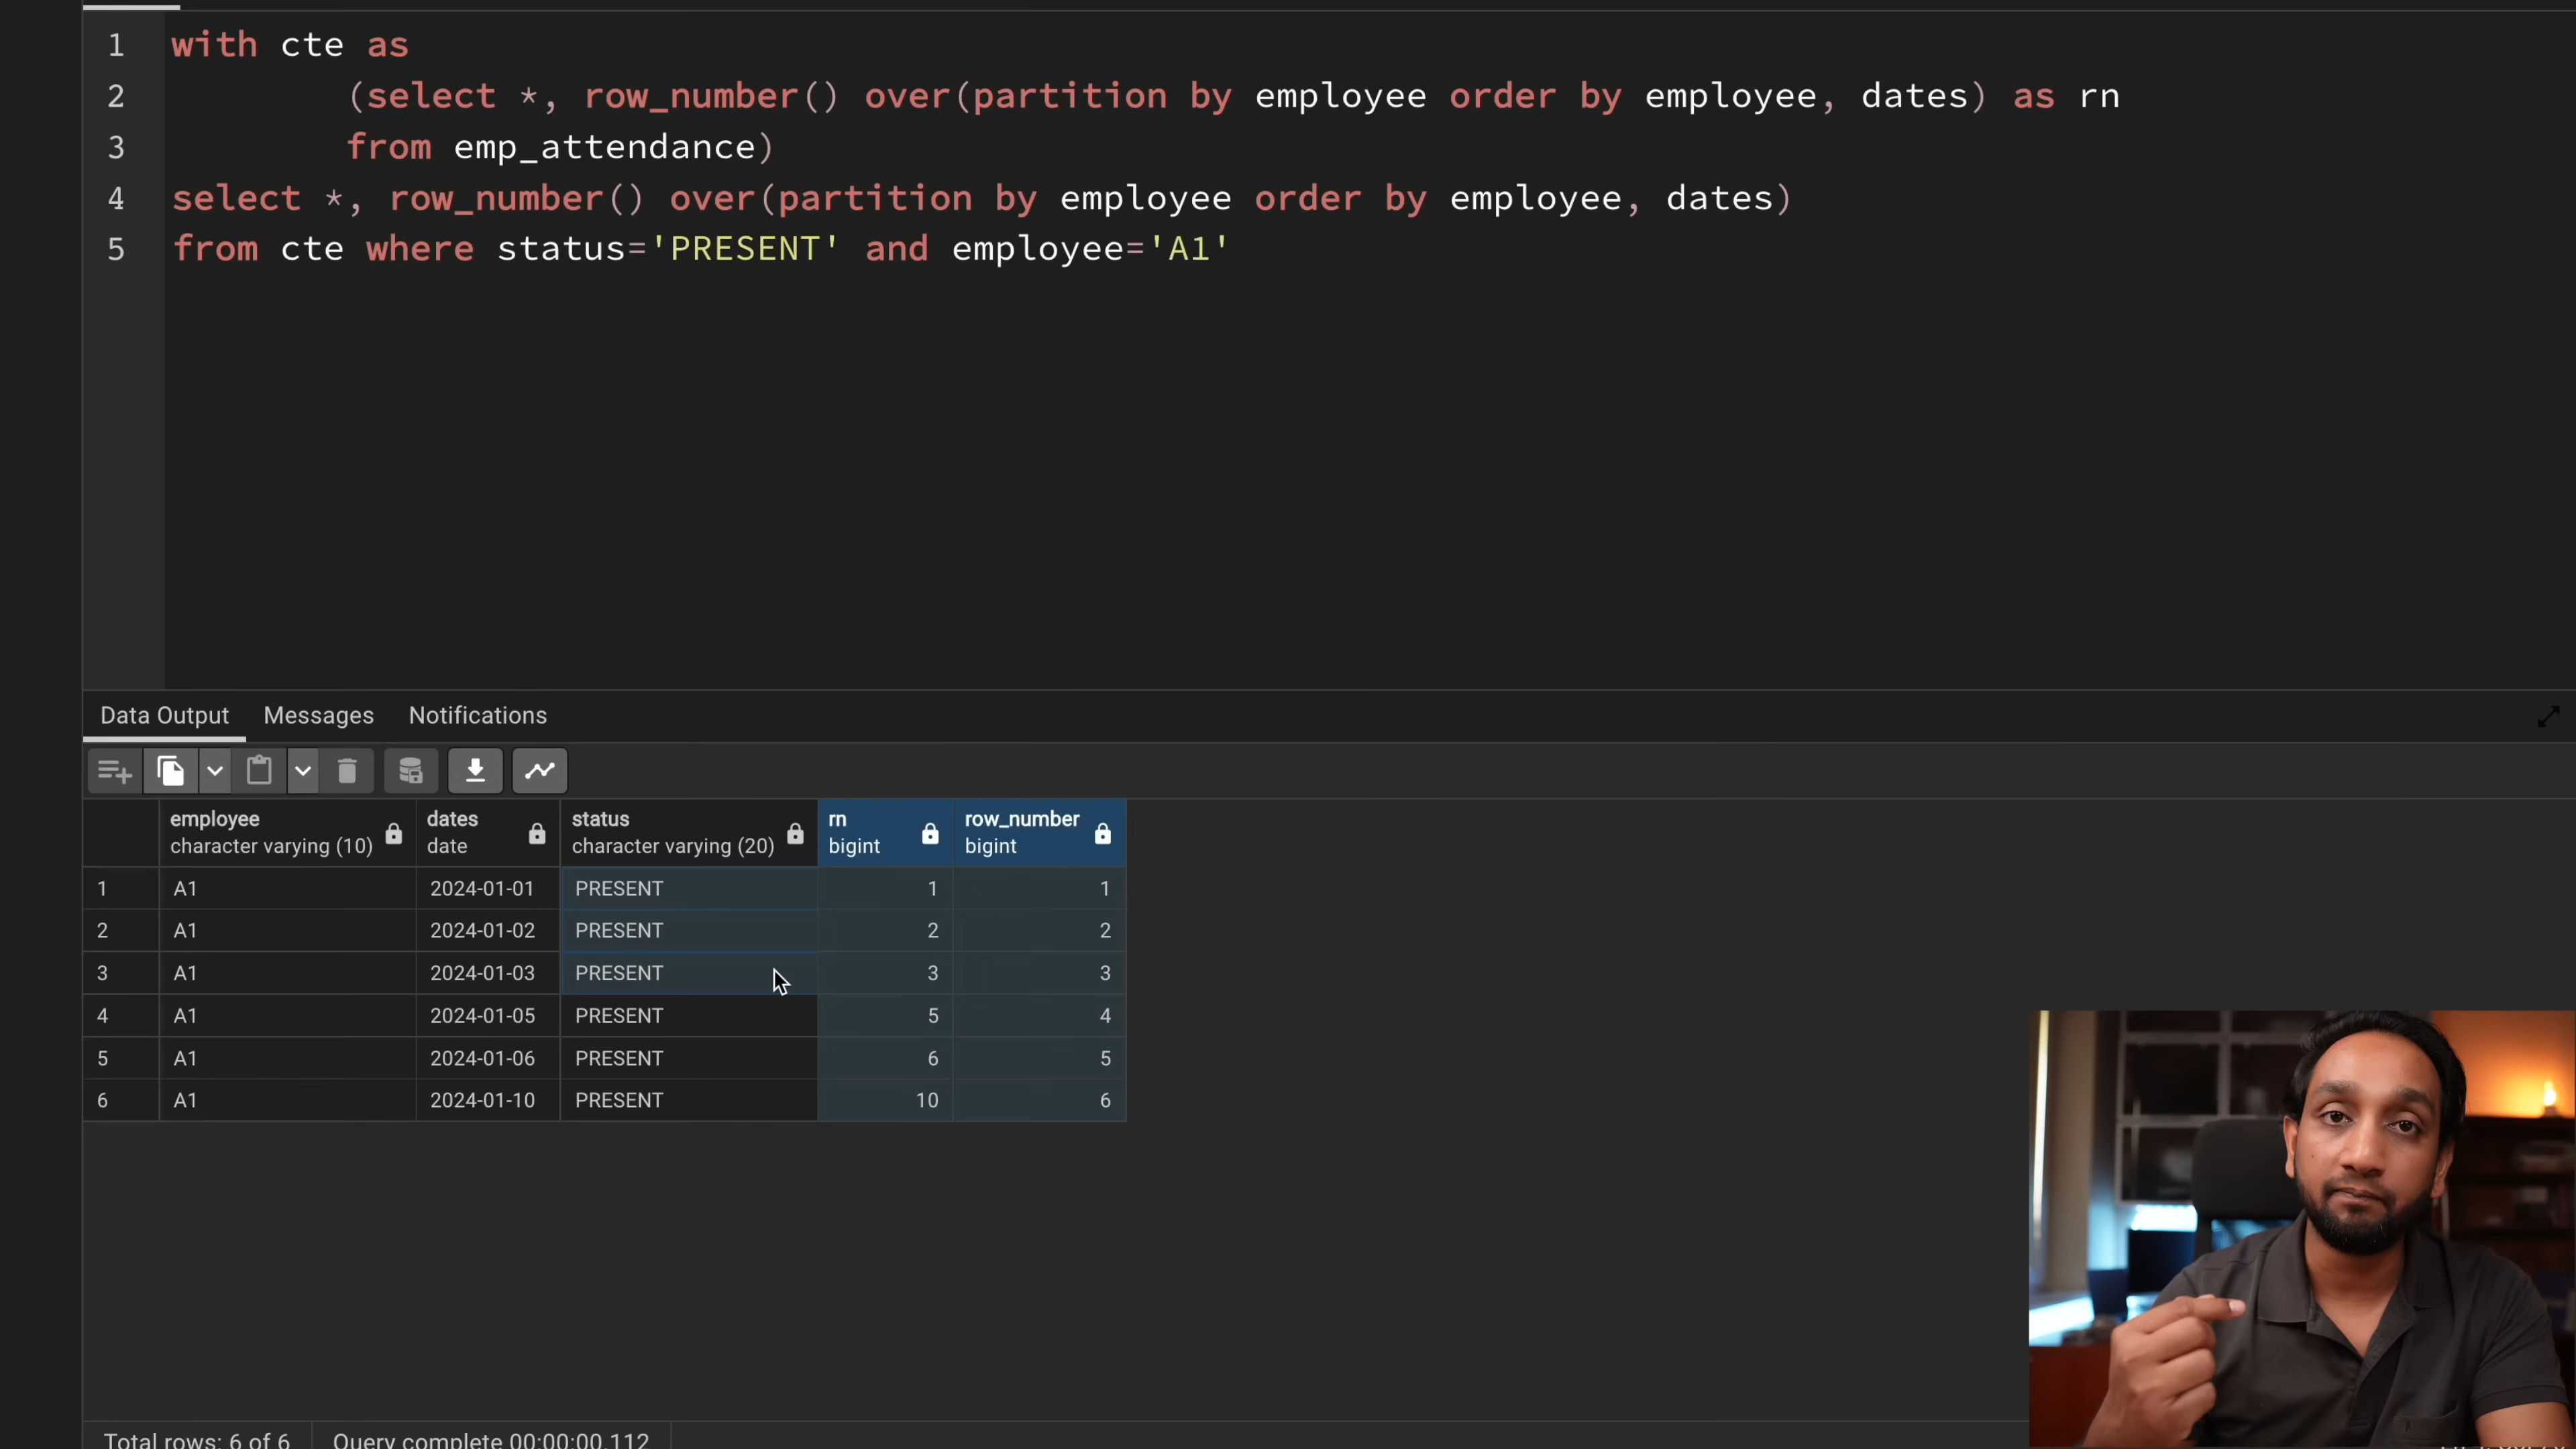 1 with cte as
2 (select *, row_number() over(partition by employee order by employee, dates) as rn
3 from emp_attendance)
4 select *, row_number() over(partition by employee order by employee, dates)
5 from cte where status='PRESENT' and employee='A1'
Data Output Messages Notifications
employee dates status rn row_number
character varying (10) date character varying (20) bigint bigint
1 A1 2024-01-01 PRESENT 1 1
2 A1 2024-01-02 PRESENT 2 2
3 A1 2024-01-03 PRESENT 3 3
4 A1 2024-01-05 PRESENT 5 4
5 A1 2024-01-06 PRESENT 6 5
6 A1 2024-01-10 PRESENT 10 6
Total rows: 6 of 6 Query complete 00:00:00.112